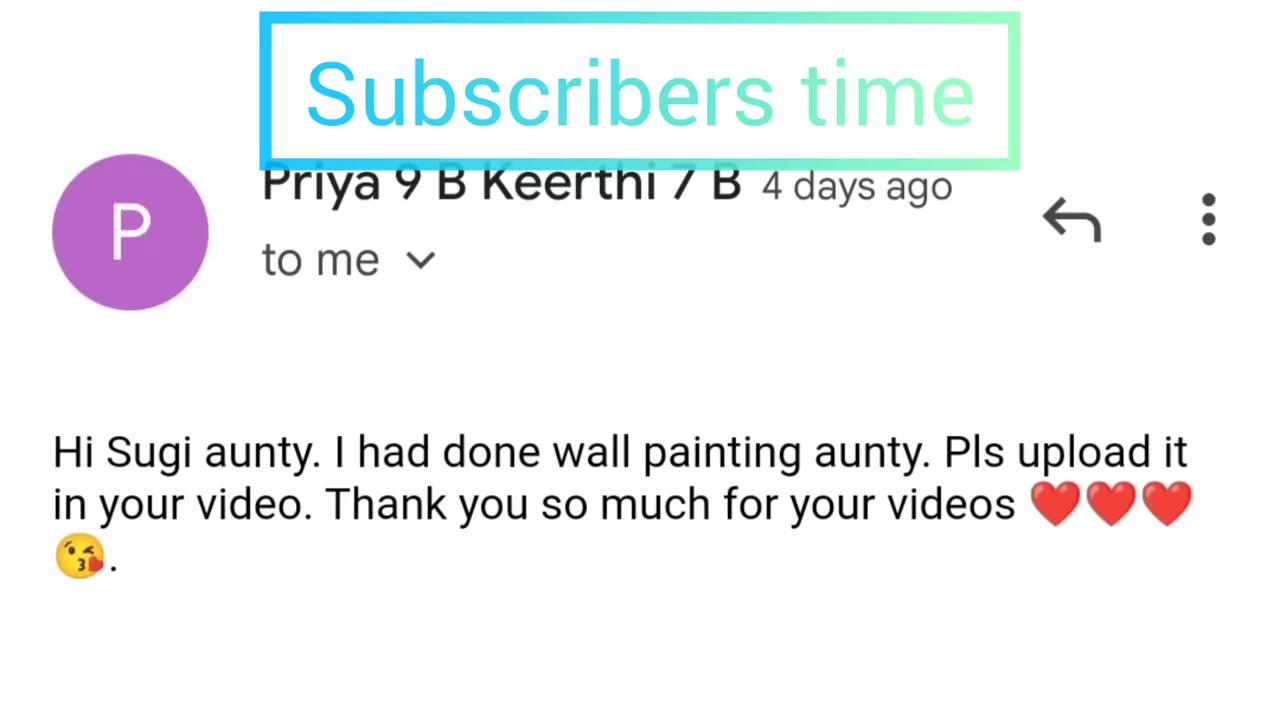 Subscribers time
Priya 9 B Keerthi 7 B 4 days ago
P
to me
Hi Sugi aunty. I had done wall painting aunty. Pls upload it
in your video. Thank you so much for your videos ❤️❤️❤️
😘.